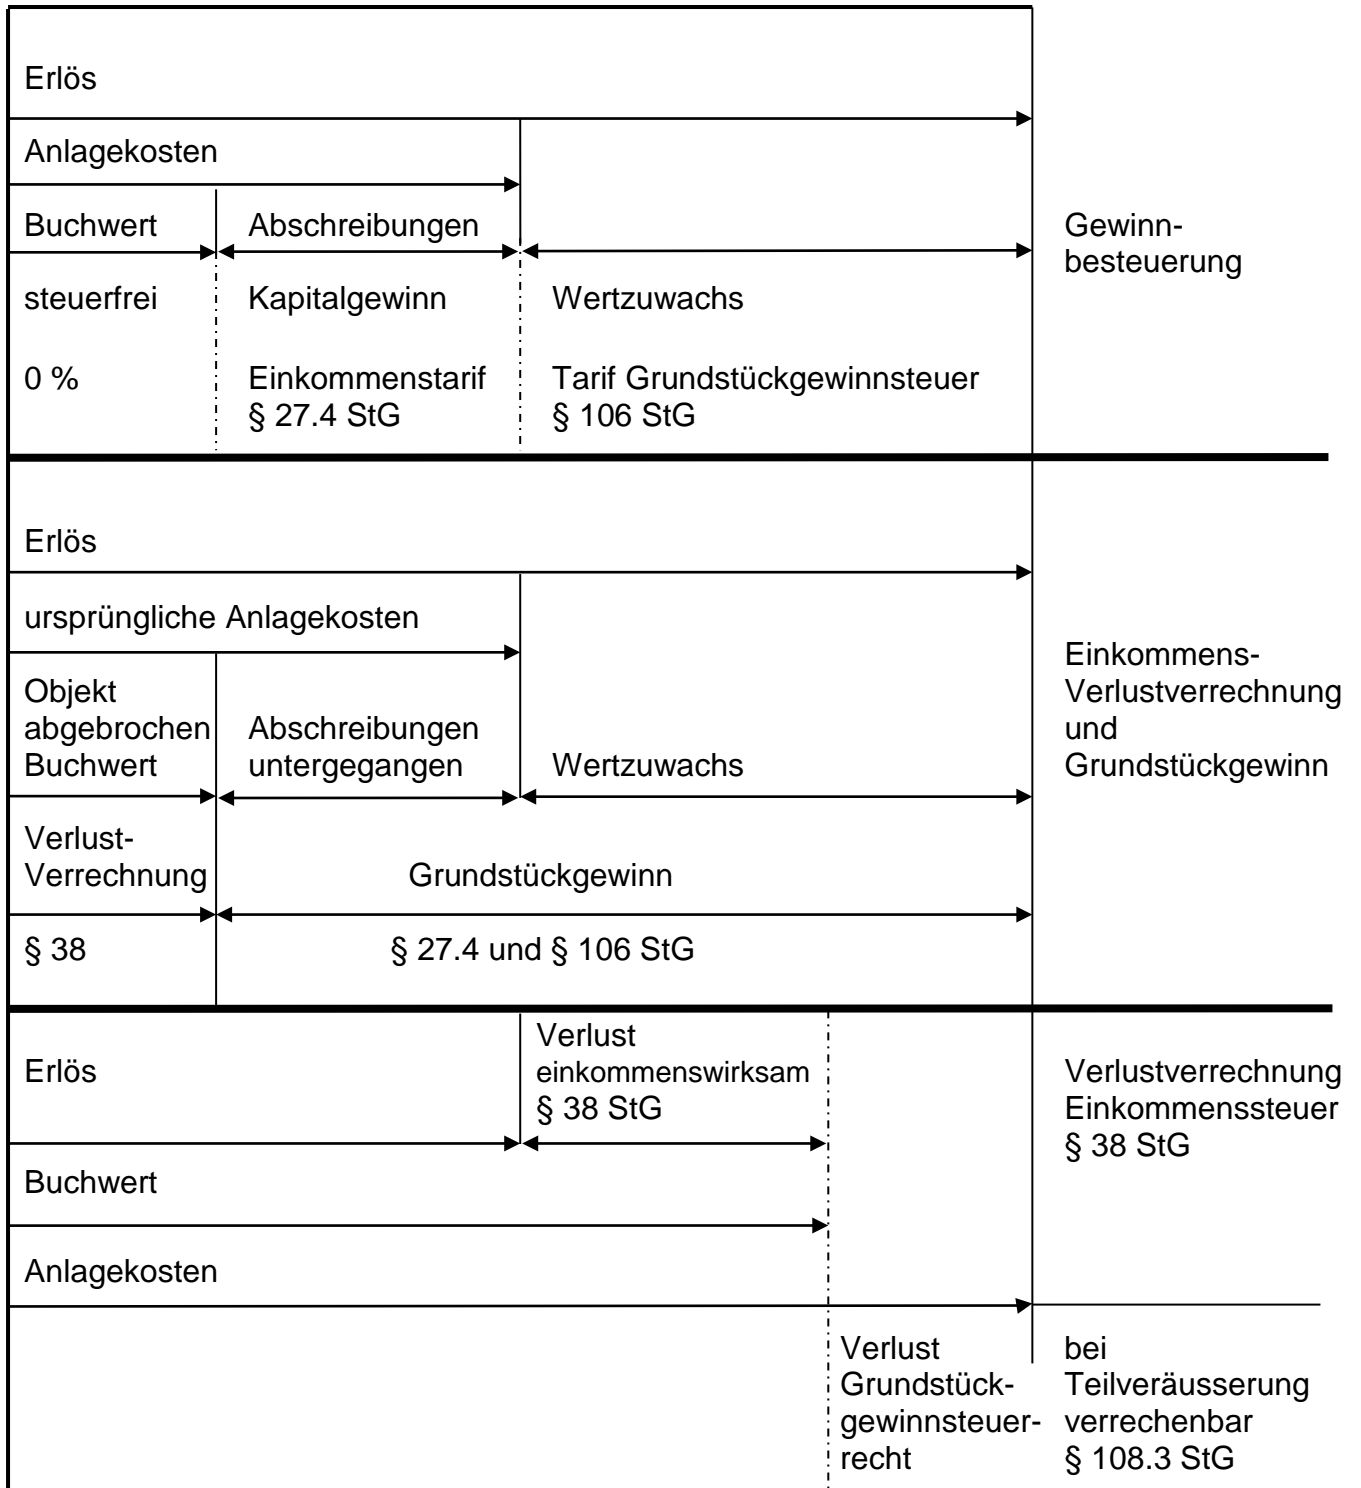 Erlös
Anlagekosten
Buchwert
Abschreibungen
Gewinn-
besteuerung
steuerfrei
Kapitalgewinn
Wertzuwachs
0 %
Einkommenstarif
§ 27.4 StG
Tarif Grundstückgewinnsteuer
§ 106 StG
Erlös
ursprüngliche Anlagekosten
Objekt
abgebrochen
Buchwert
Abschreibungen
untergegangen
Wertzuwachs
Einkommens-
Verlustverrechnung
und
Grundstückgewinn
Verlust-
Verrechnung
Grundstückgewinn
§ 38
§ 27.4 und § 106 StG
Erlös
Verlust
einkommenswirksam
§ 38 StG
Verlustverrechnung
Einkommenssteuer
§ 38 StG
Buchwert
Anlagekosten
Verlust
Grundstück-
gewinnsteuer-
recht
bei
Teilveräusserung
verrechenbar
§ 108.3 StG